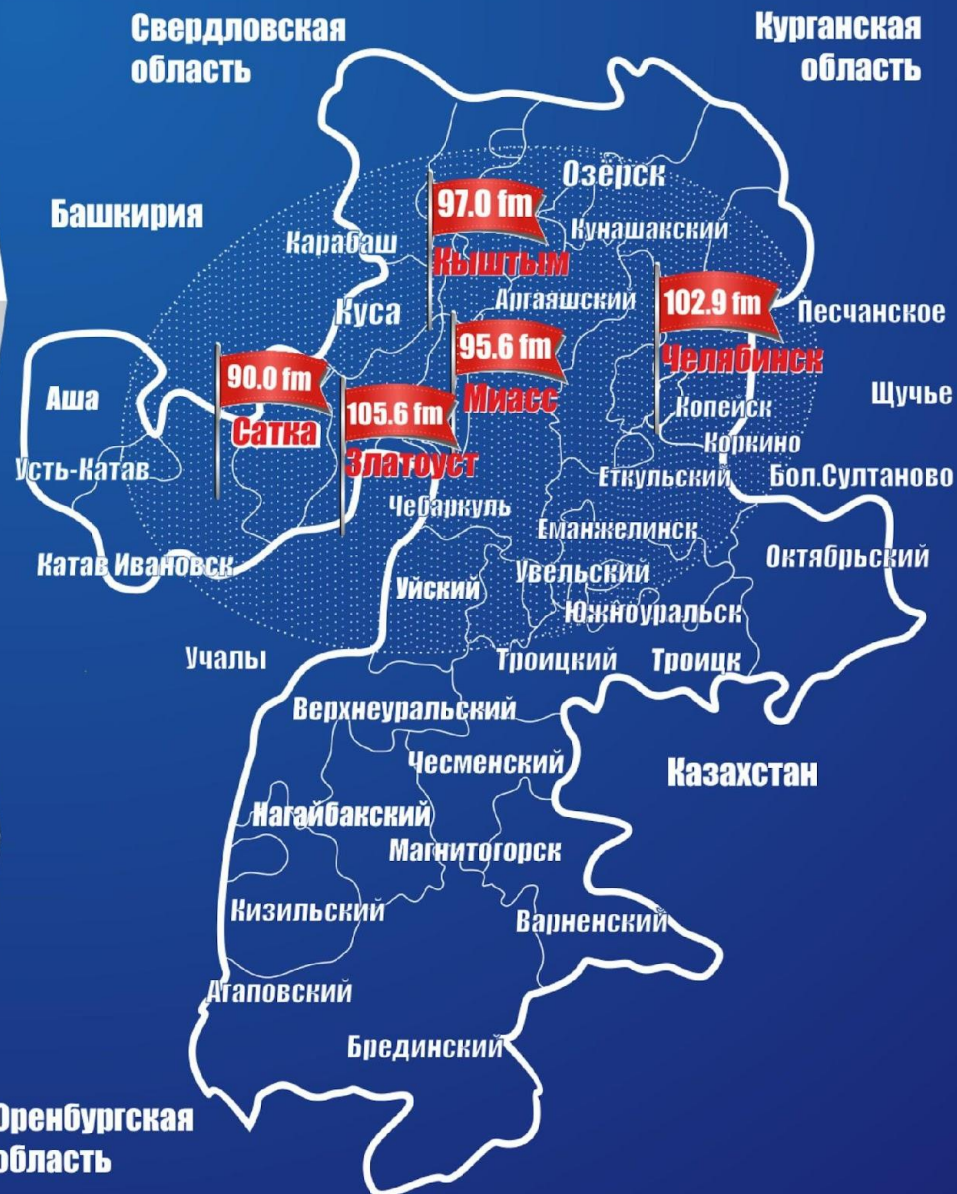 Свердловская
область
Курганская
область
Башкирия
Озёрск
97.0 fm
Кыштым
Карабаш
Кунашакский
Куса
Аргаяшский
102.9 fm
Песчанское
Челябинск
95.6 fm
Миасс
90.0 fm
Сатка
Аша
105.6 fm
Златоуст
Щучье
Копейск
Коркино
Усть-Катав
Еткульский
Бол.Султаново
Чебаркуль
Еманжелинск
Октябрьский
Катав Ивановск
Уйский
Увельский
Южноуральск
Учалы
Троицкий
Троицк
Верхнеуральский
Чесменский
Казахстан
Нагайбакский
Магнитогорск
Кизильский
Варненский
Агаповский
Брединский
Оренбургская
область